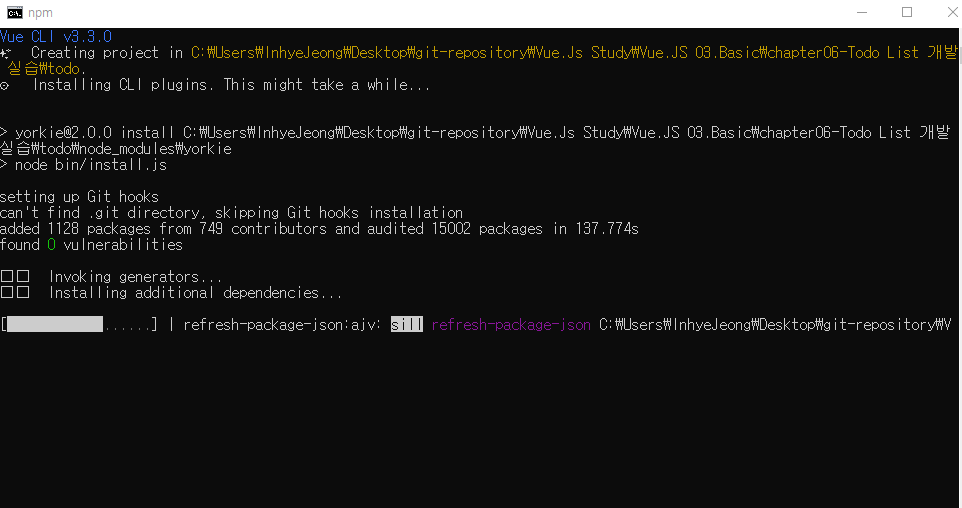 npm
Vue CLI v3.3.0
✨  Creating project in C:₩Users₩InhyeJeong₩Desktop₩git-repository₩Vue.Js Study₩Vue.JS 03.Basic₩chapter06-Todo List 개발
실습₩todo.
⚙  Installing CLI plugins. This might take a while...
> yorkie@2.0.0 install C:₩Users₩InhyeJeong₩Desktop₩git-repository₩Vue.Js Study₩Vue.JS 03.Basic₩chapter06-Todo List 개발
실습₩todo₩node_modules₩yorkie
> node bin/install.js
setting up Git hooks
can't find .git directory, skipping Git hooks installation
added 1128 packages from 749 contributors and audited 15002 packages in 137.774s
found 0 vulnerabilities
□□  Invoking generators...
□□  Installing additional dependencies...
[            ......] | refresh-package-json:ajv: sill refresh-package-json C:₩Users₩InhyeJeong₩Desktop₩git-repository₩V